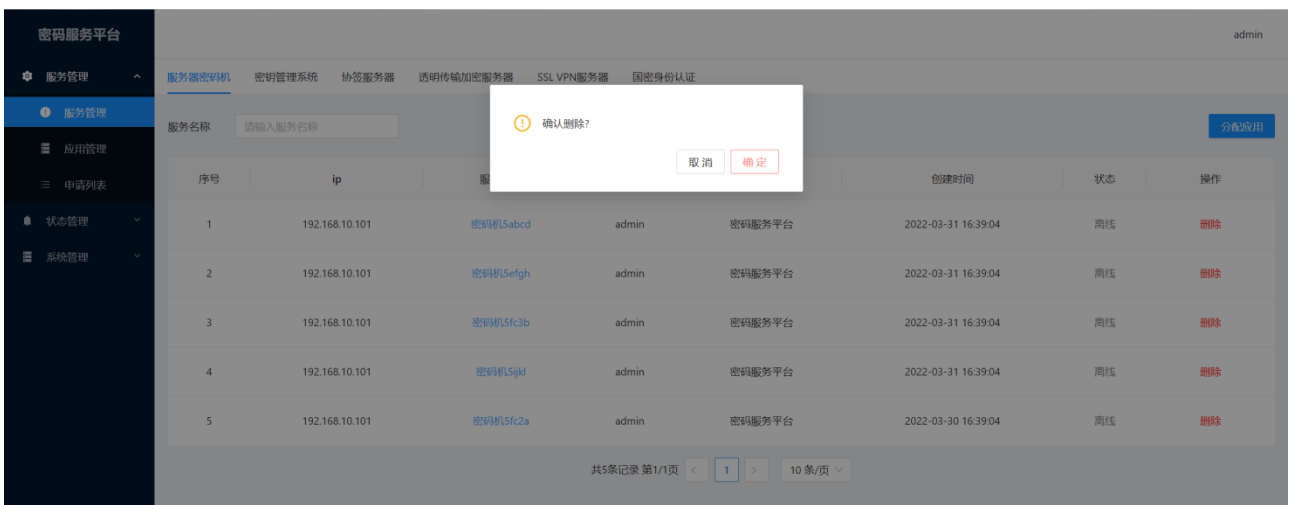 密码服务平台
admin
服务管理
服务器密码机 密钥管理系统 协签服务器 透明传输加密服务器 SSL VPN服务器 国密身份认证
服务管理
应用管理
申请列表
状态管理
系统管理
服务名称 请输入服务名称 分配应用
确认删除?
取消 确定
序号 ip 服 创建时间 状态 操作
1 192.168.10.101 密码机5abcd admin 密码服务平台 2022-03-31 16:39:04 离线 删除
2 192.168.10.101 密码机5efgh admin 密码服务平台 2022-03-31 16:39:04 离线 删除
3 192.168.10.101 密码机5fc3b admin 密码服务平台 2022-03-31 16:39:04 离线 删除
4 192.168.10.101 密码机5ijkl admin 密码服务平台 2022-03-31 16:39:04 离线 删除
5 192.168.10.101 密码机5fc2a admin 密码服务平台 2022-03-30 16:39:04 离线 删除
共5条记录 第1/1页 < 1 > 10 条/页